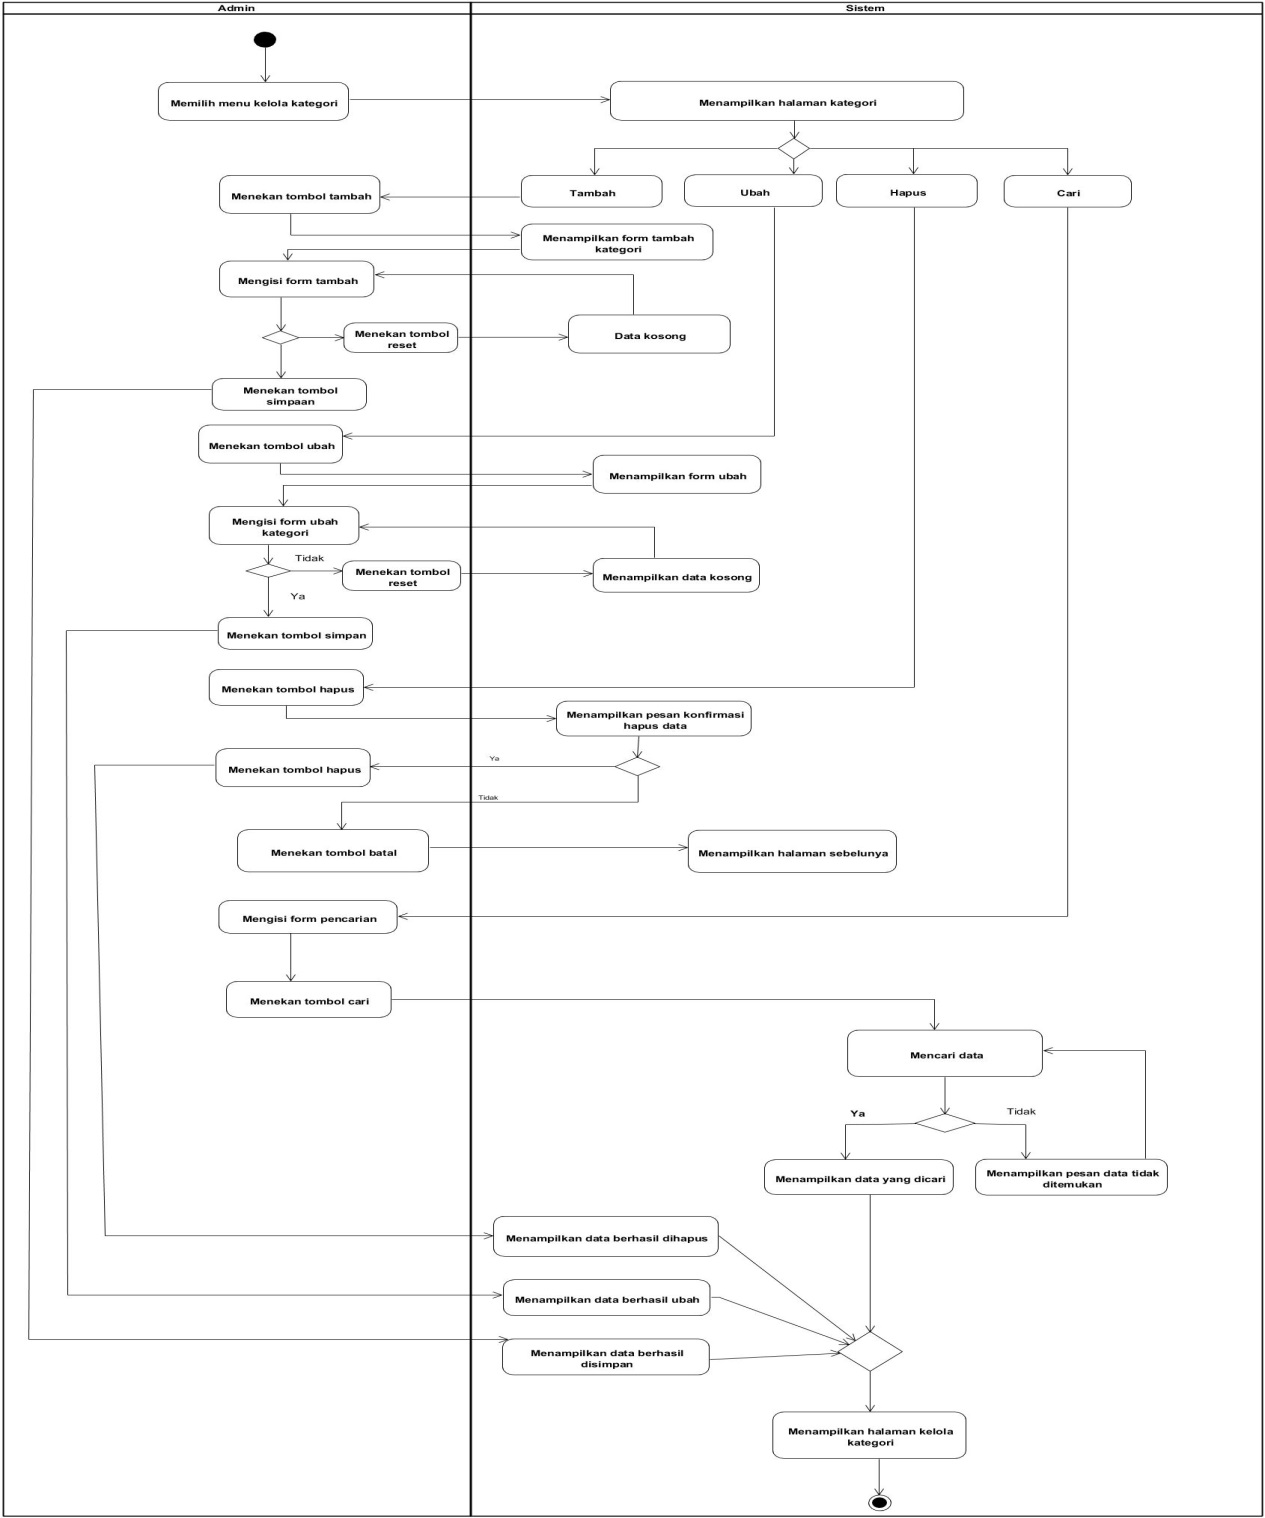 Admin
Sistem
Memilih menu kelola kategori
Menampilkan halaman kategori
Menekan tombol tambah
Tambah
Ubah
Hapus
Cari
Menampilkan form tambah
kategori
Mengisi form tambah
Menekan tombol
reset
Data kosong
Menekan tombol
simpaan
Menekan tombol ubah
Menampilkan form ubah
Mengisi form ubah
kategori
Tidak
Menekan tombol
reset
Menampilkan data kosong
Ya
Menekan tombol simpan
Menekan tombol hapus
Menampilkan pesan konfirmasi
hapus data
Ya
Menekan tombol hapus
Tidak
Menekan tombol batal
Menampilkan halaman sebelunya
Mengisi form pencarian
Menekan tombol cari
Mencari data
Ya
Tidak
Menampilkan data yang dicari
Menampilkan pesan data tidak
ditemukan
Menampilkan data berhasil dihapus
Menampilkan data berhasil ubah
Menampilkan data berhasil
disimpan
Menampilkan halaman kelola
kategori